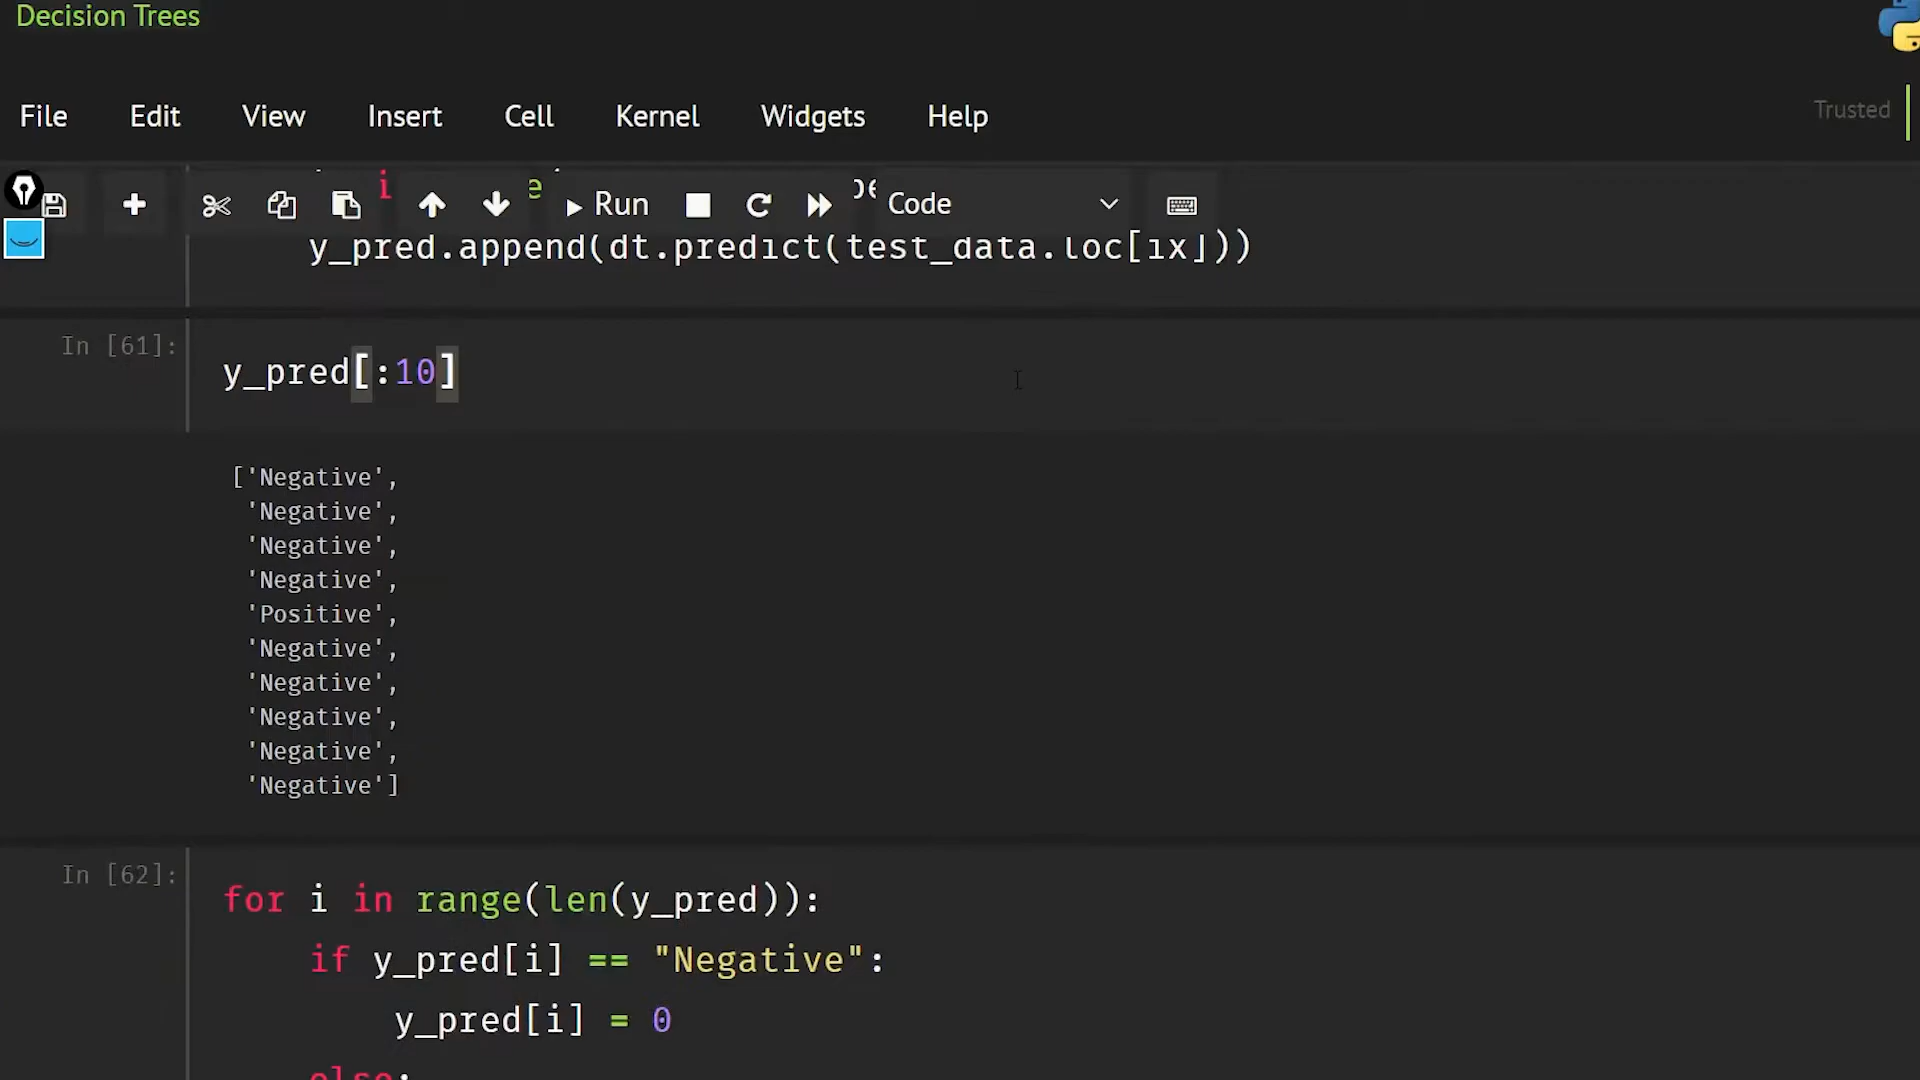 Decision Trees
File Edit View Insert Cell Kernel Widgets Help
Trusted
Run Code
y_pred.append(dt.predict(test_data.loc[ix]))
In [61]:
y_pred[:10]
['Negative',
'Negative',
'Negative',
'Negative',
'Positive',
'Negative',
'Negative',
'Negative',
'Negative',
'Negative']
In [62]:
for i in range(len(y_pred)):
if y_pred[i] == "Negative":
y_pred[i] = 0
else: